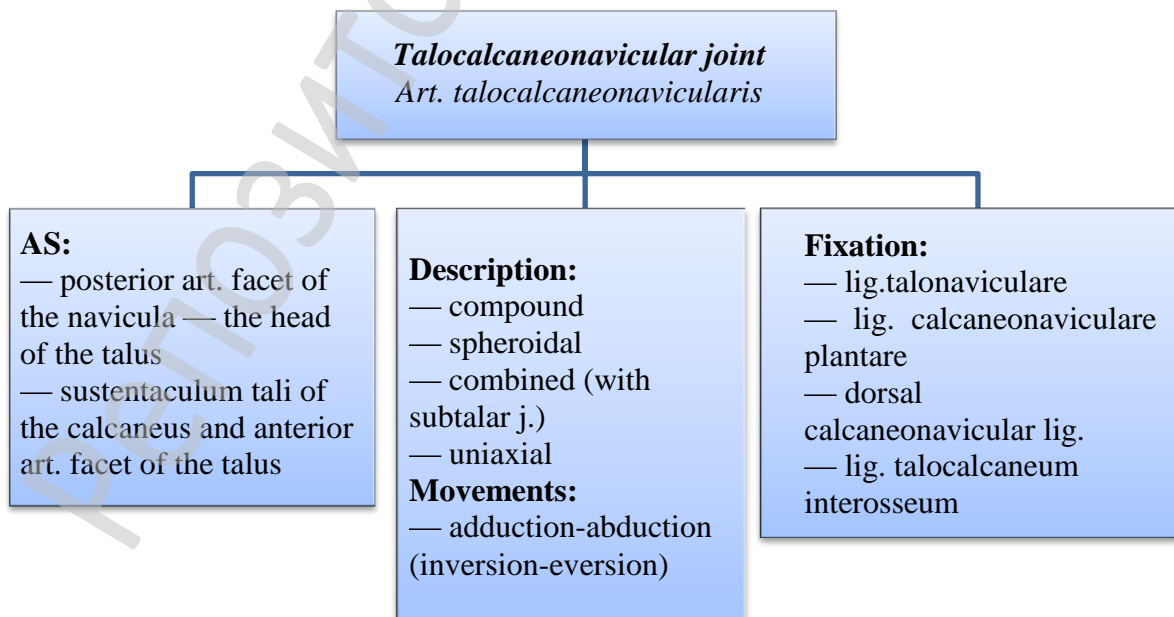 Talocalcaneonavicular joint
Art. talocalcaneonavicularis
AS:
— posterior art. facet of
the navicula — the head
of the talus
— sustentaculum tali of
the calcaneus and anterior
art. facet of the talus
Description:
— compound
— spheroidal
— combined (with
subtalar j.)
— uniaxial
Movements:
— adduction-abduction
(inversion-eversion)
Fixation:
— lig.talonaviculare
— lig. calcaneonaviculare
plantare
— dorsal
calcaneonavicular lig.
— lig. talocalcaneum
interosseum